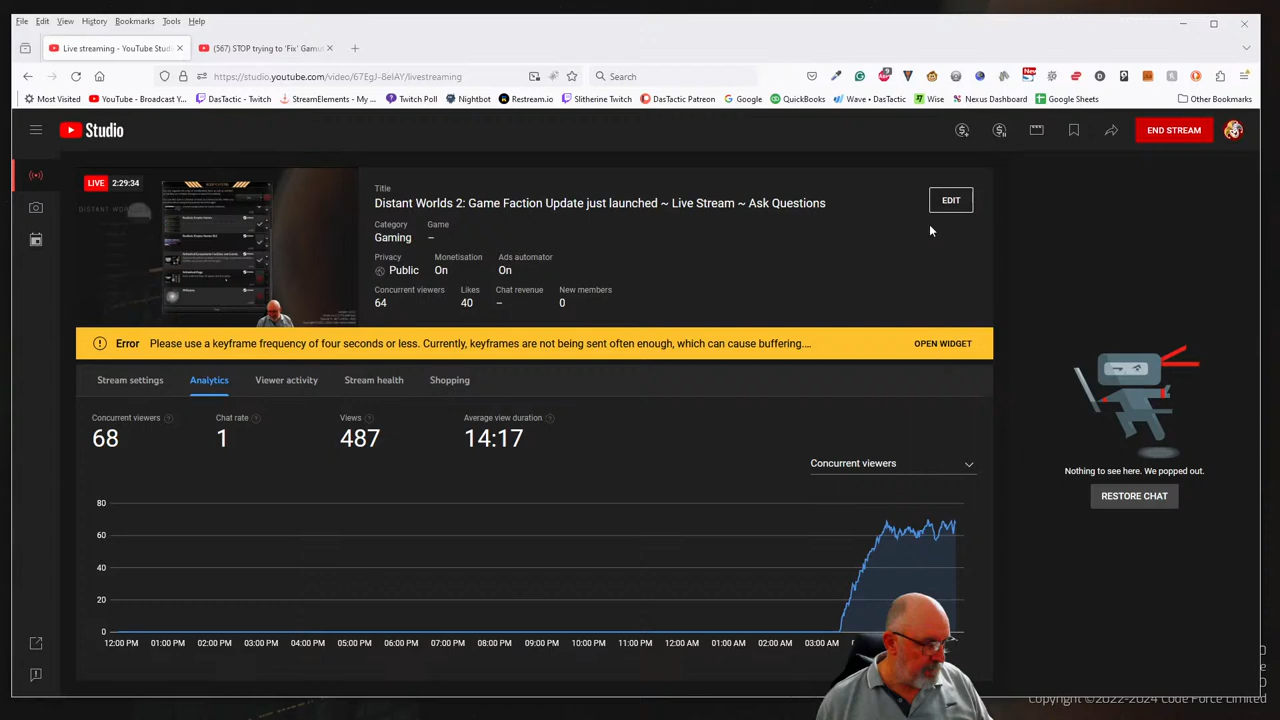 File Edit View History Bookmarks Tools Help
Live streaming - YouTube Stud × (567) STOP trying to 'Fix' Gamut × +
https://studio.youtube.com/video/67EgJ-8elAY/livestreaming Search New
Most Visited YouTube - Broadcast Y... DasTactic - Twitch StreamElements - My ... Twitch Poll Nightbot Restream.io Slitherine Twitch DasTactic Patreon Google QuickBooks Wave • DasTactic Wise Nexus Dashboard Google Sheets Other Bookmarks
Studio END STREAM
LIVE 2:29:34
DISTANT WOR
Title
Distant Worlds 2: Game Faction Update just launched ~ Live Stream ~ Ask Questions
EDIT
Category Game
Gaming –
Privacy Monetisation Ads automator
Public On On
Concurrent viewers Likes Chat revenue New members
64 40 – 0
Error Please use a keyframe frequency of four seconds or less. Currently, keyframes are not being sent often enough, which can cause buffering.... OPEN WIDGET
Stream settings Analytics Viewer activity Stream health Shopping
Concurrent viewers Chat rate Views Average view duration
68 1 487 14:17
Concurrent viewers
80
60
40
20
0
12:00 PM 01:00 PM 02:00 PM 03:00 PM 04:00 PM 05:00 PM 06:00 PM 07:00 PM 08:00 PM 09:00 PM 10:00 PM 11:00 PM 12:00 AM 01:00 AM 02:00 AM 03:00 AM
Nothing to see here. We popped out.
RESTORE CHAT
Copyright ©2022-2024 Code Force Limited